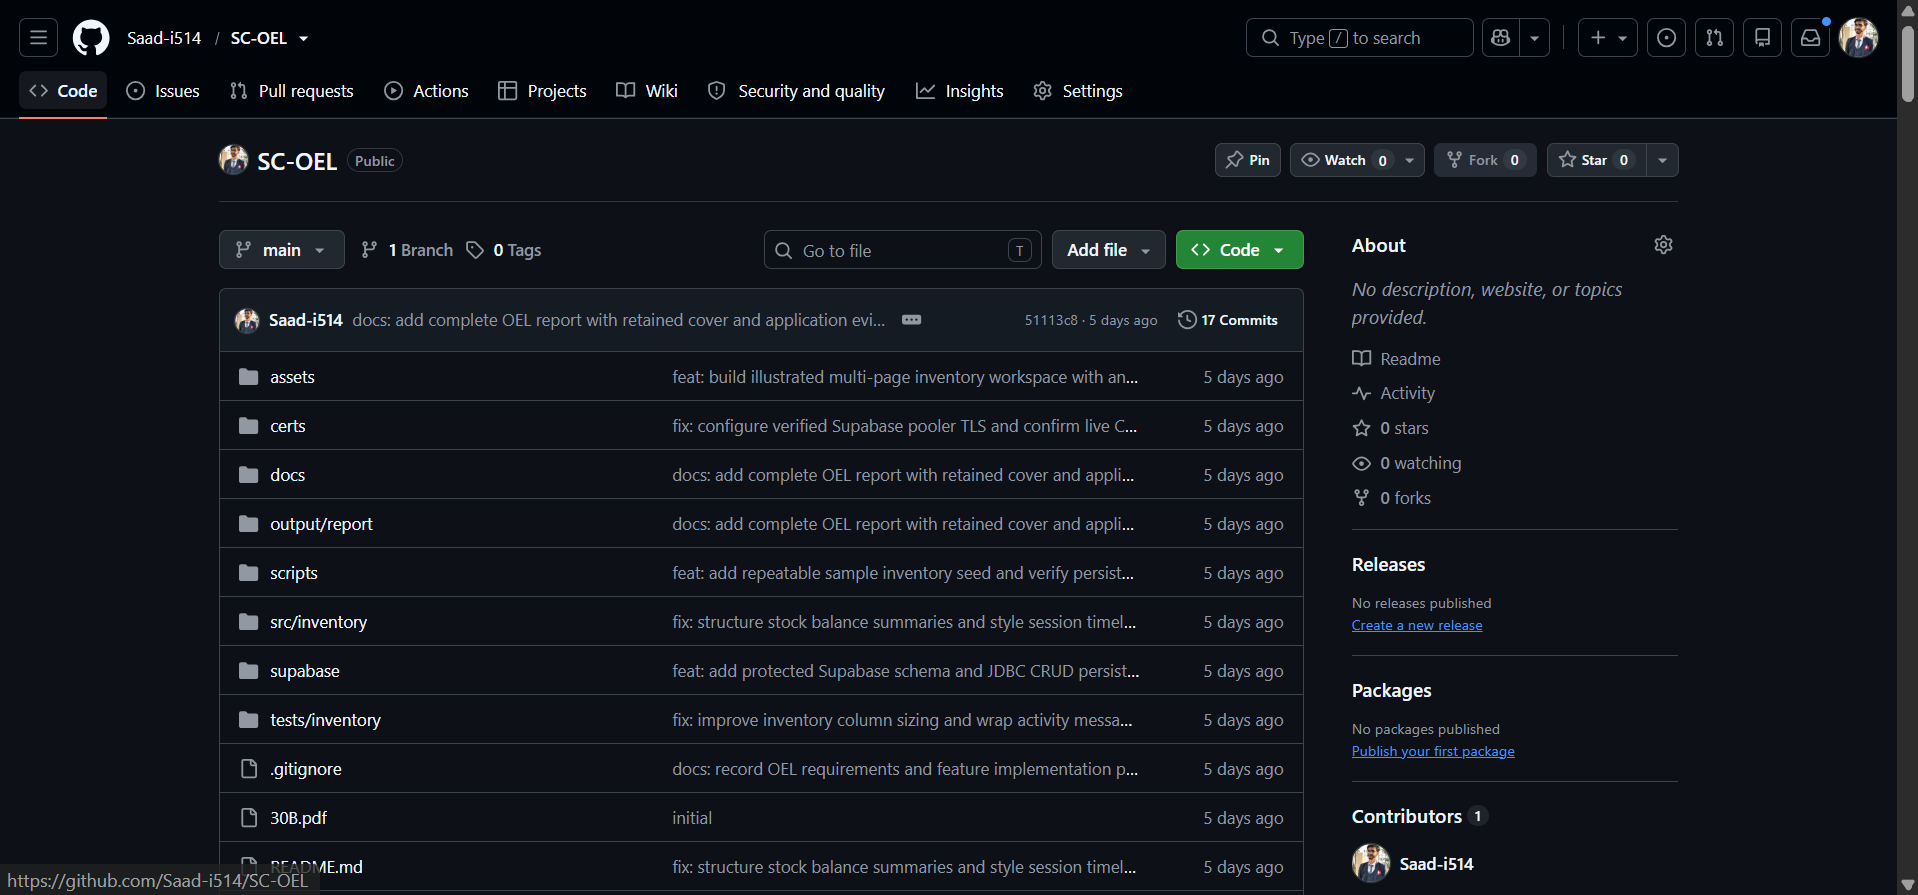 Saad-i514 / SC-OEL
Type / to search
Code
Issues
Pull requests
Actions
Projects
Wiki
Security and quality
Insights
Settings
SC-OEL Public
Pin
Watch 0
Fork 0
Star 0
main
1 Branch
0 Tags
Go to file T
Add file
Code
Saad-i514 docs: add complete OEL report with retained cover and application evi... 51113c8 · 5 days ago 17 Commits
assets feat: build illustrated multi-page inventory workspace with an... 5 days ago
certs fix: configure verified Supabase pooler TLS and confirm live C... 5 days ago
docs docs: add complete OEL report with retained cover and appli... 5 days ago
output/report docs: add complete OEL report with retained cover and appli... 5 days ago
scripts feat: add repeatable sample inventory seed and verify persist... 5 days ago
src/inventory fix: structure stock balance summaries and style session timel... 5 days ago
supabase feat: add protected Supabase schema and JDBC CRUD persist... 5 days ago
tests/inventory fix: improve inventory column sizing and wrap activity messa... 5 days ago
.gitignore docs: record OEL requirements and feature implementation p... 5 days ago
30B.pdf initial 5 days ago
README.md fix: structure stock balance summaries and style session timel... 5 days ago
About
No description, website, or topics
provided.
Readme
Activity
0 stars
0 watching
0 forks
Releases
No releases published
Create a new release
Packages
No packages published
Publish your first package
Contributors 1
Saad-i514
https://github.com/Saad-i514/SC-OEL